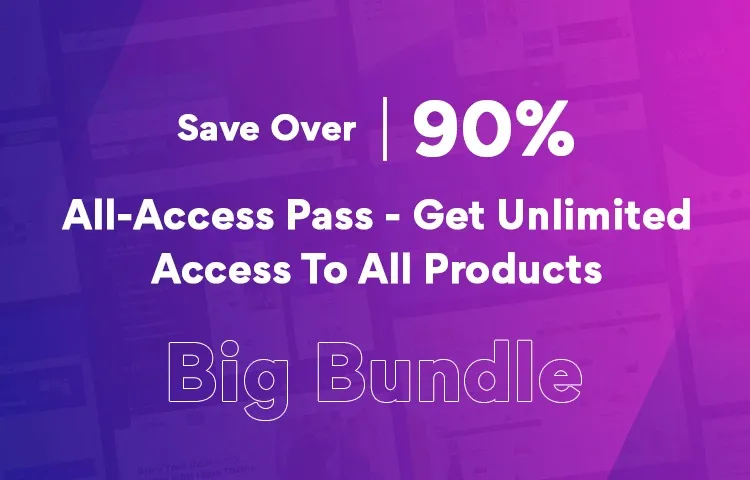 Save Over | 90%
All-Access Pass - Get Unlimited
Access To All Products
Big Bundle